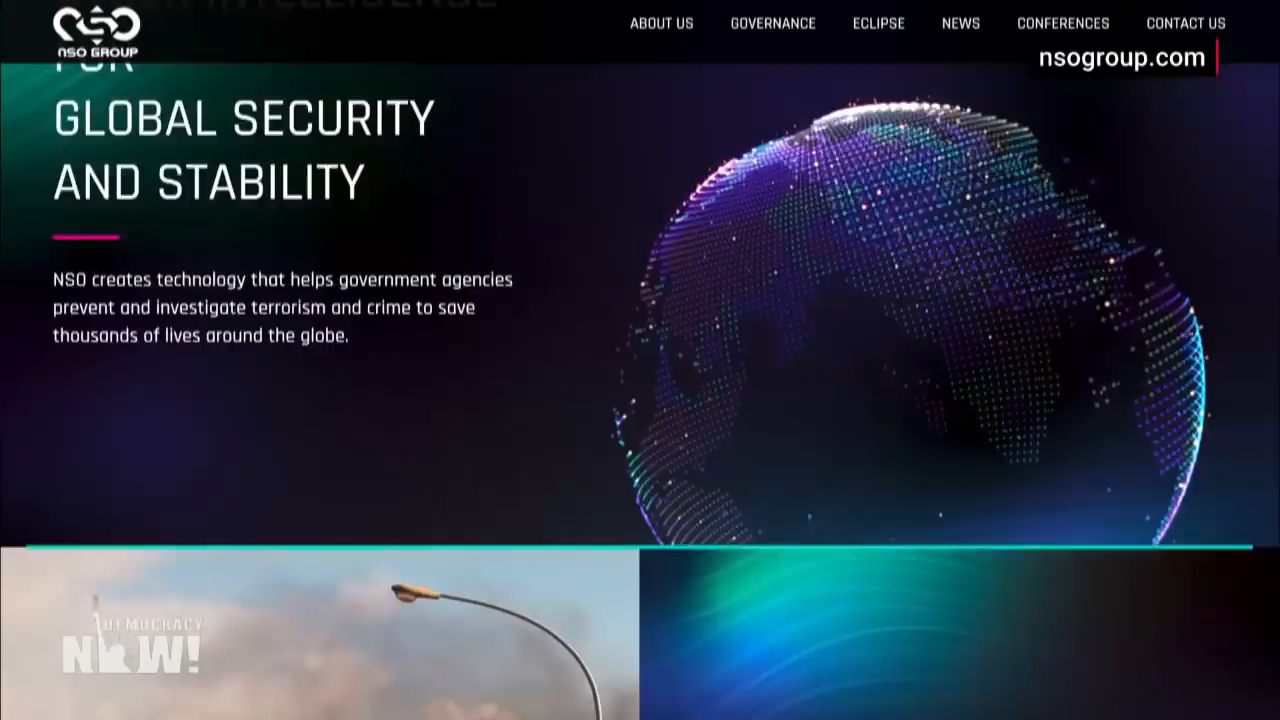 INTELLIGENCE
NSO GROUP
ABOUT US GOVERNANCE ECLIPSE NEWS CONFERENCES CONTACT US
nsogroup.com
FOR
GLOBAL SECURITY
AND STABILITY
NSO creates technology that helps government agencies
prevent and investigate terrorism and crime to save
thousands of lives around the globe.
DEMOCRACY
NOW!